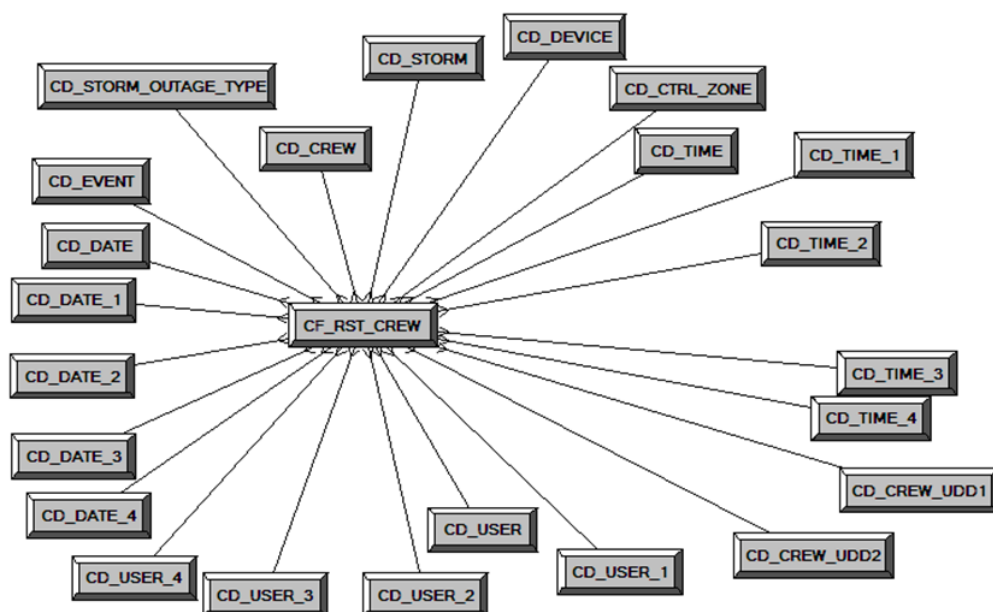 CD_DEVICE
CD_STORM
CD_STORM_OUTAGE_TYPE
CD_CTRL_ZONE
CD_CREW
CD_TIME
CD_TIME_1
CD_EVENT
CD_DATE
CD_TIME_2
CD_DATE_1
CF_RST_CREW
CD_DATE_2
CD_TIME_3
CD_TIME_4
CD_DATE_3
CD_CREW_UDD1
CD_DATE_4
CD_USER
CD_CREW_UDD2
CD_USER_4
CD_USER_3
CD_USER_2
CD_USER_1